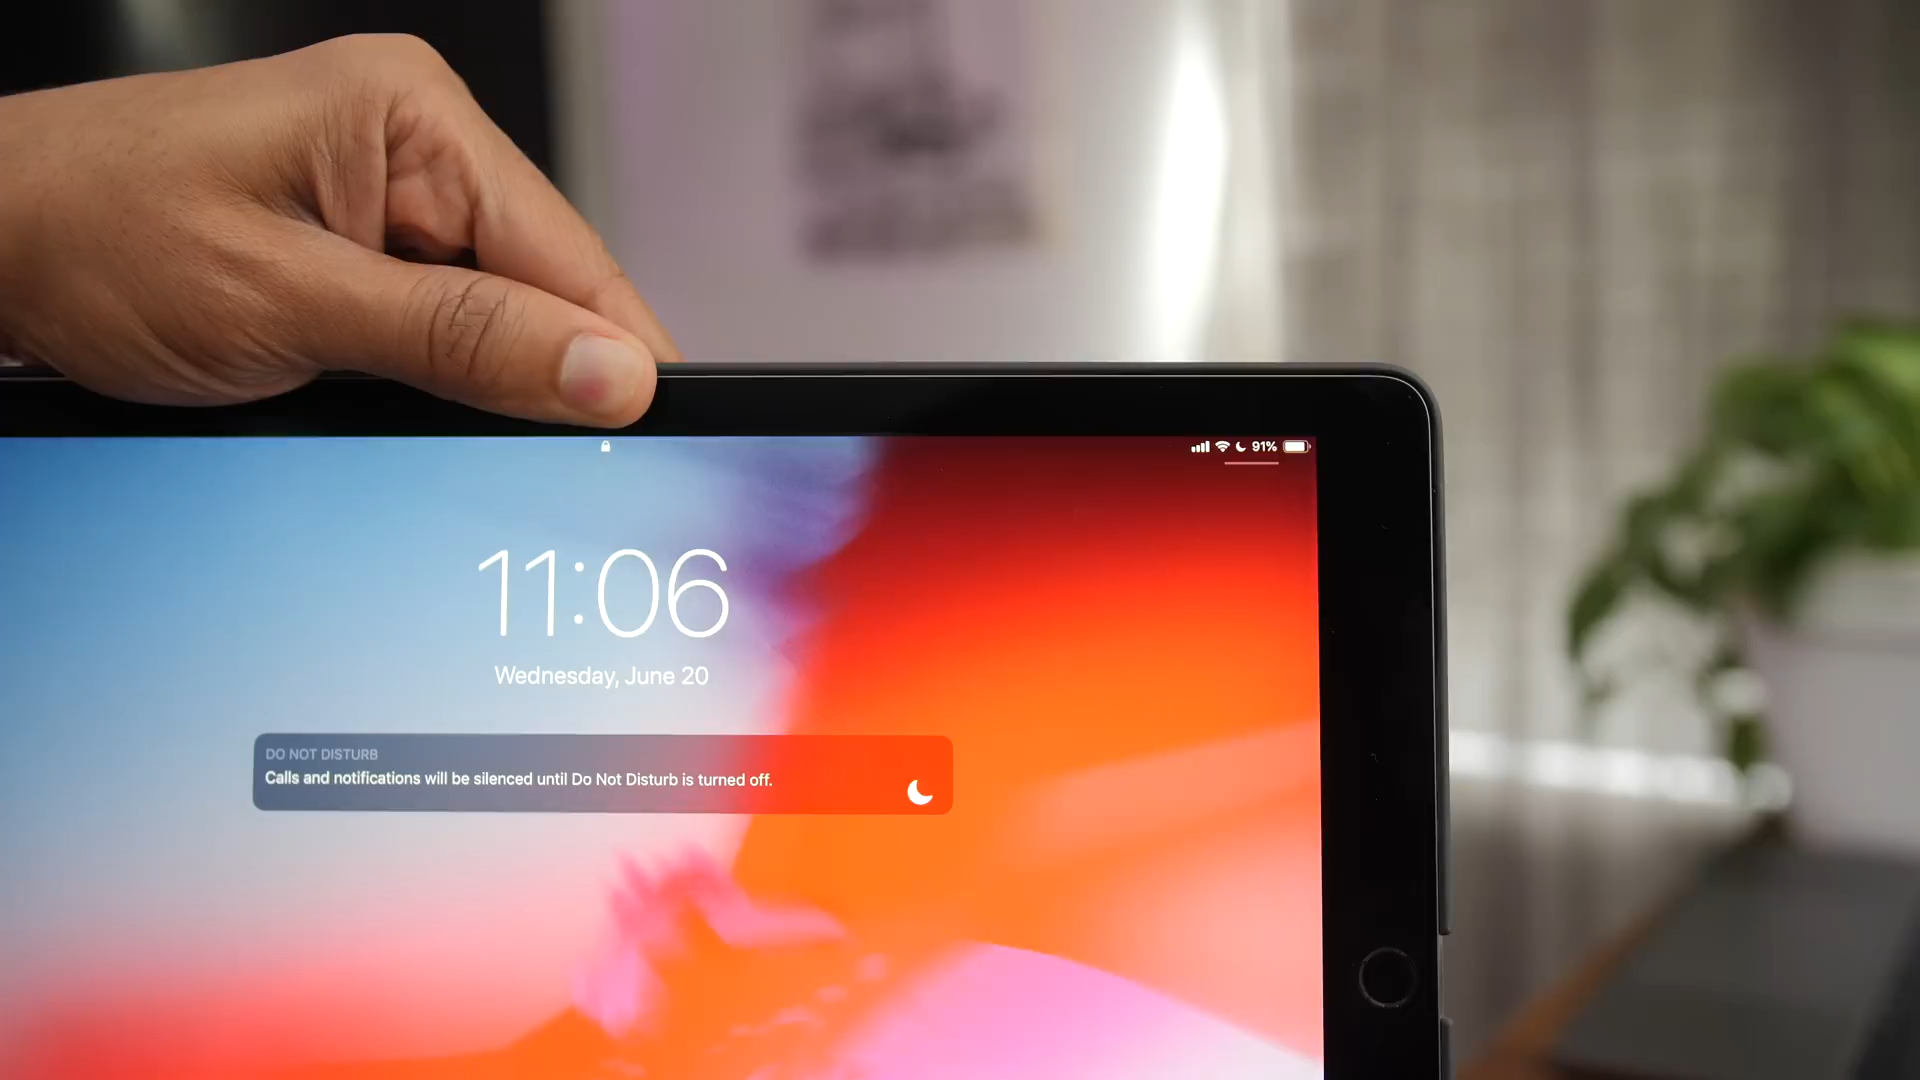 91%
11:06
Wednesday, June 20
DO NOT DISTURB
Calls and notifications will be silenced until Do Not Disturb is turned off.